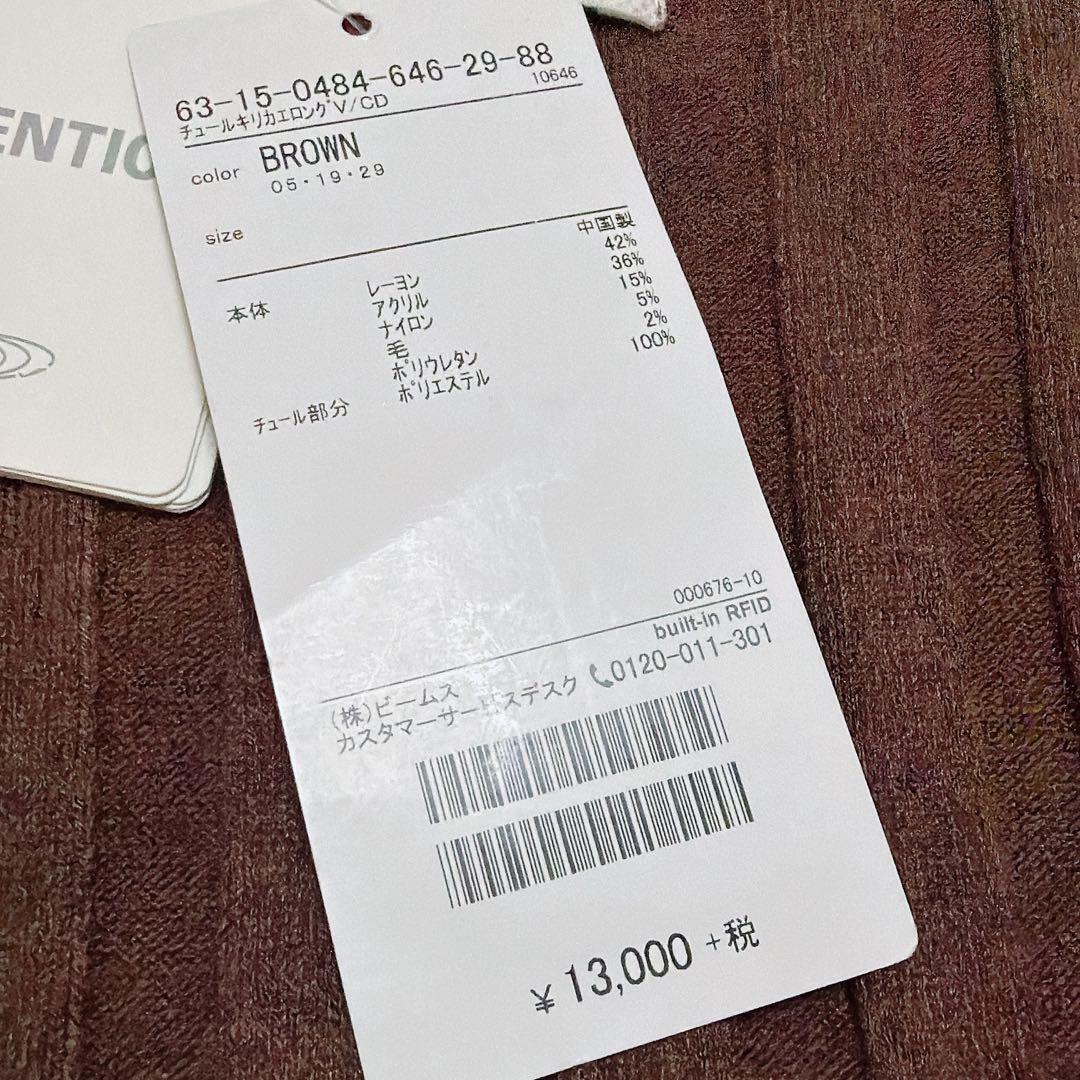 ENTIC
63-15-0484-646-29-88
チュールキリカエロングV/CD 10646
color BROWN
05・19・29
size
中国製
本体 レーヨン 42%
アクリル 36%
ナイロン 15%
毛 5%
ポリウレタン 2%
チュール部分 ポリエステル 100%
000676-10
built-in RFID
(株)ビームス
カスタマーサービスデスク 0120-011-301
¥13,000 +税